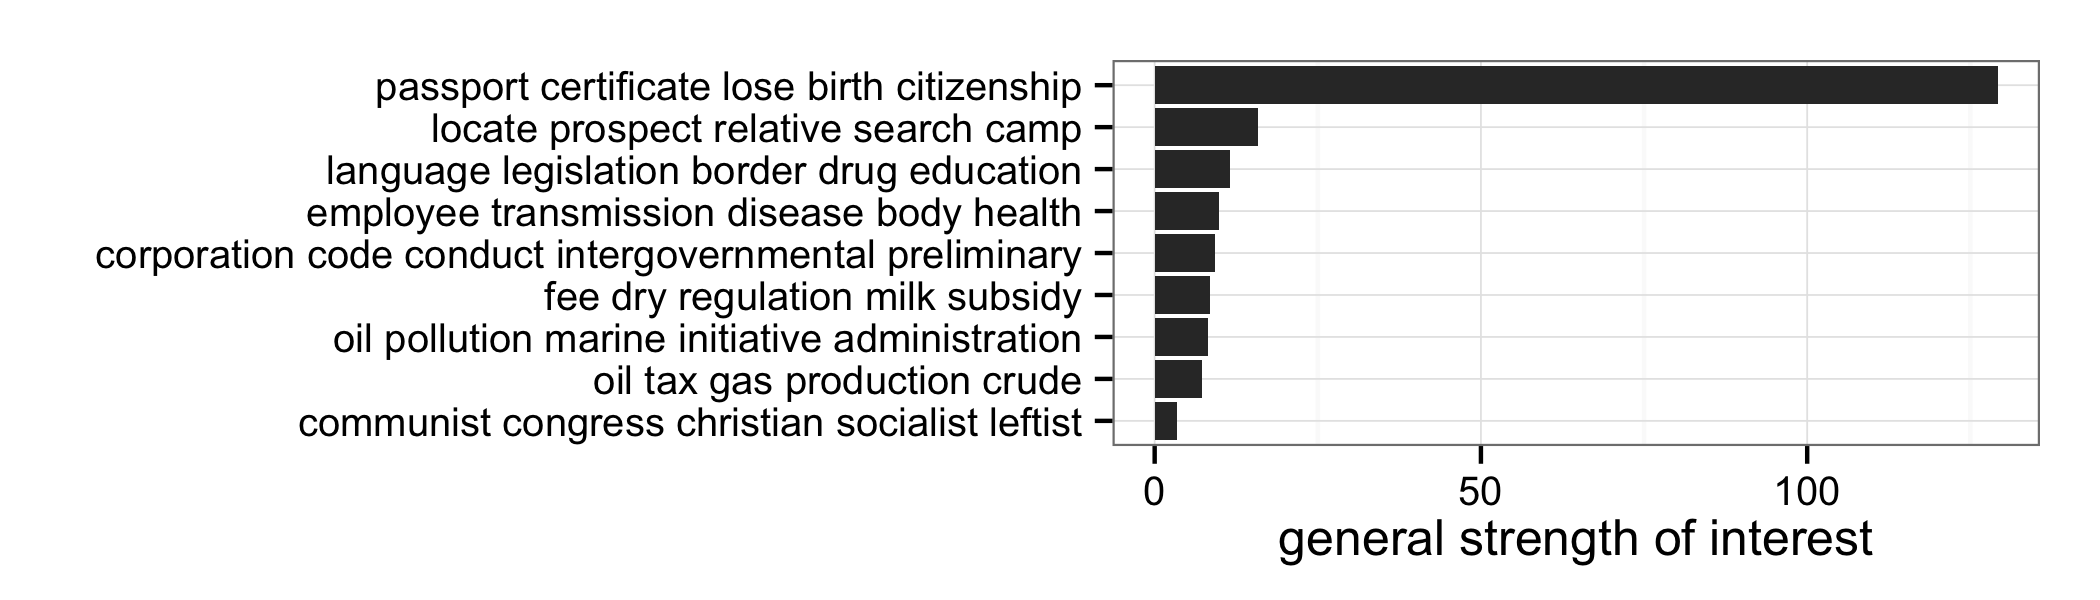 passport certificate lose birth citizenship
locate prospect relative search camp
language legislation border drug education
employee transmission disease body health
corporation code conduct intergovernmental preliminary
fee dry regulation milk subsidy
oil pollution marine initiative administration
oil tax gas production crude
communist congress christian socialist leftist
0 50 100
general strength of interest